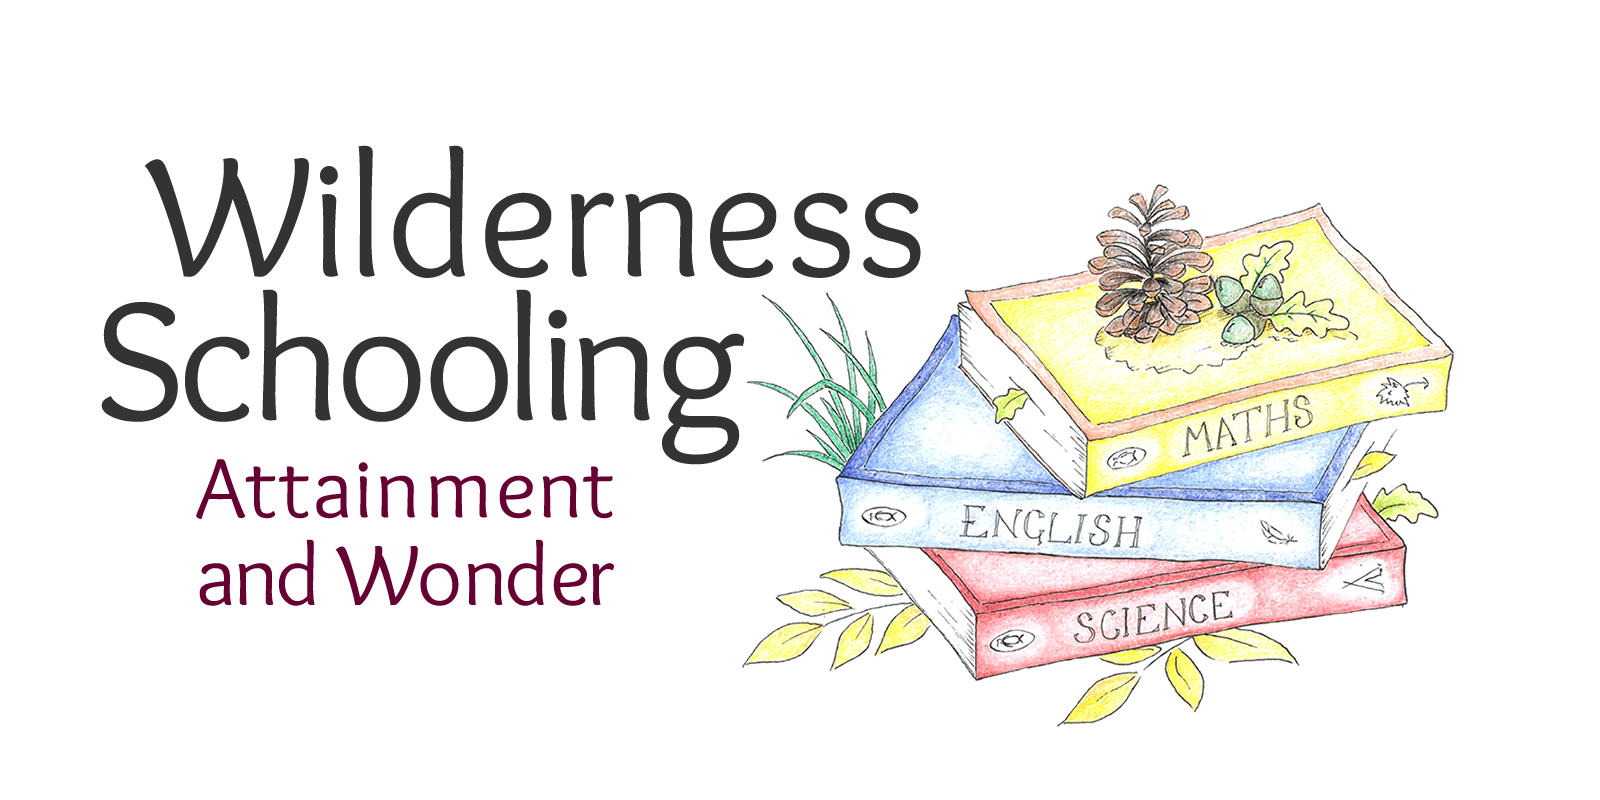 Wilderness
Schooling
Attainment
and Wonder
MATHS
ENGLISH
SCIENCE